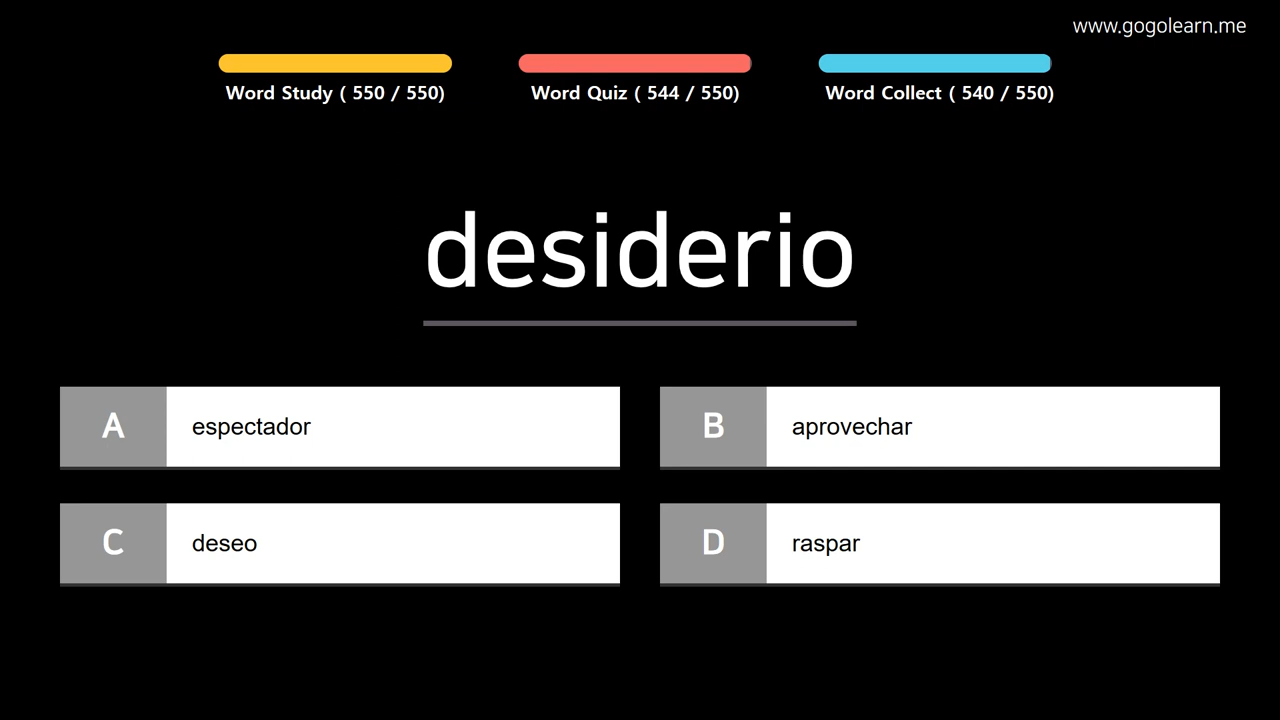 www.gogolearn.me
Word Study ( 550 / 550)
Word Quiz ( 544 / 550)
Word Collect ( 540 / 550)
desiderio
A espectador
B aprovechar
C deseo
D raspar